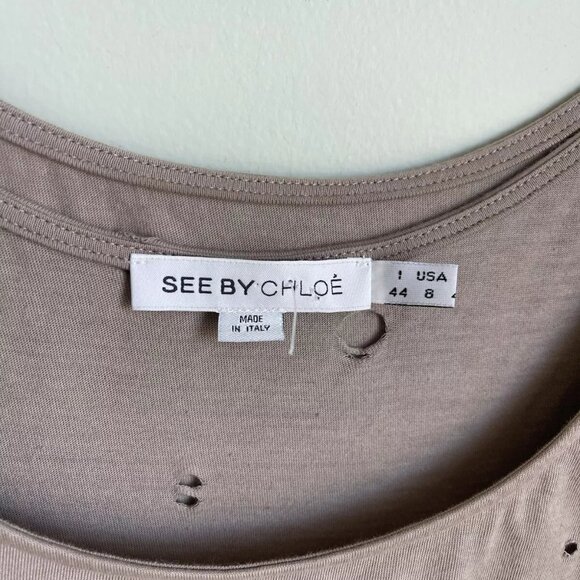 SEE BY CHLOÉ
I USA
44 8
MADE
IN ITALY